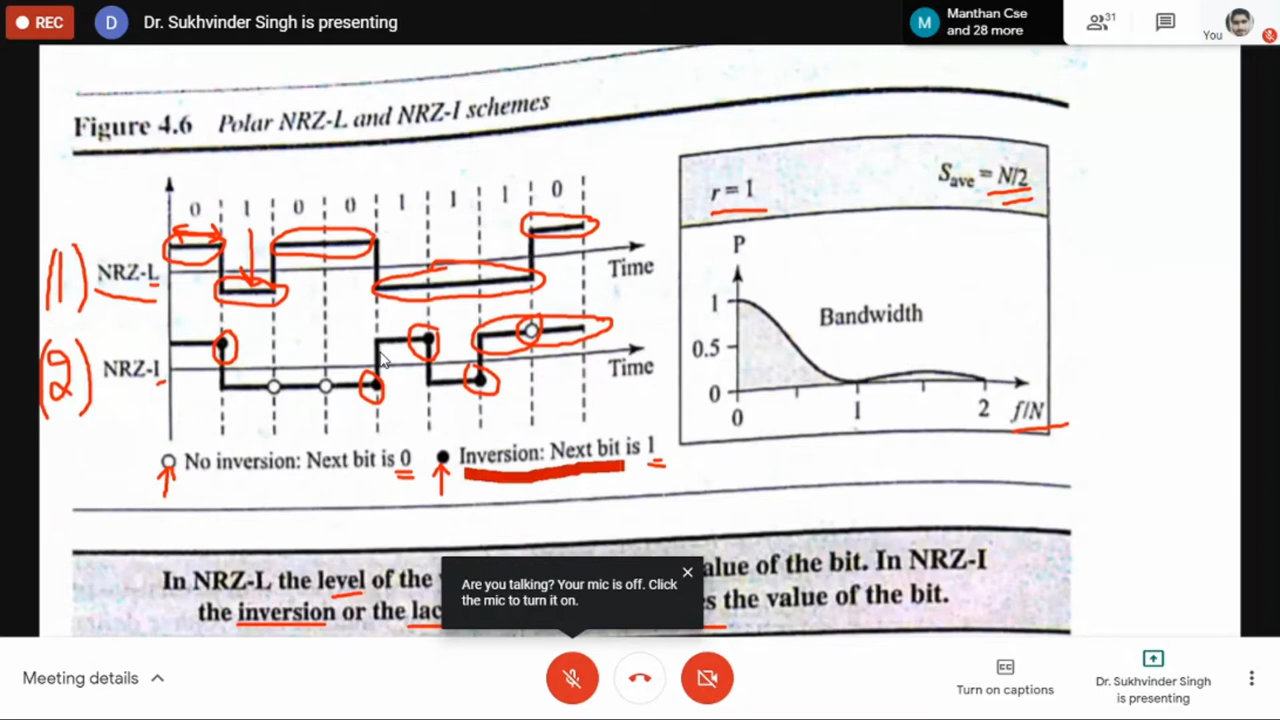 REC
D
Dr. Sukhvinder Singh is presenting
M
Manthan Cse
and 28 more
31
You
Figure 4.6 Polar NRZ-L and NRZ-I schemes
0 1 0 0 1 1 1 0
(1) NRZ-L
Time
(2) NRZ-I
Time
No inversion: Next bit is 0
Inversion: Next bit is 1
r = 1
Save = N/2
P
1
Bandwidth
0.5
0
0 1 2 f/N
In NRZ-L the level of the alue of the bit. In NRZ-I
the inversion or the lac s the value of the bit.
Are you talking? Your mic is off. Click
the mic to turn it on.
Meeting details
CC
Turn on captions
Dr. Sukhvinder Singh
is presenting